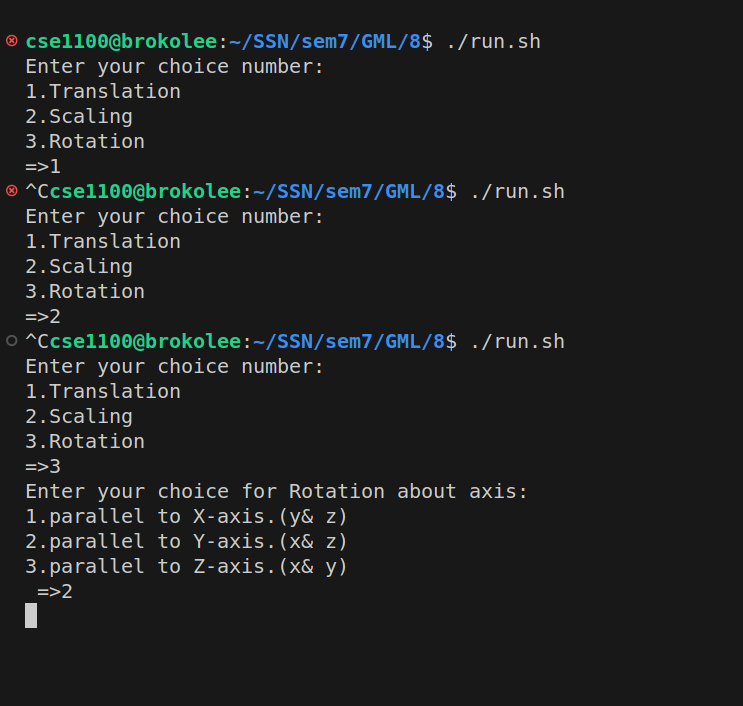 cse1100@brokolee:~/SSN/sem7/GML/8$ ./run.sh
Enter your choice number:
1.Translation
2.Scaling
3.Rotation
=>1
^Ccse1100@brokolee:~/SSN/sem7/GML/8$ ./run.sh
Enter your choice number:
1.Translation
2.Scaling
3.Rotation
=>2
^Ccse1100@brokolee:~/SSN/sem7/GML/8$ ./run.sh
Enter your choice number:
1.Translation
2.Scaling
3.Rotation
=>3
Enter your choice for Rotation about axis:
1.parallel to X-axis.(y& z)
2.parallel to Y-axis.(x& z)
3.parallel to Z-axis.(x& y)
 =>2